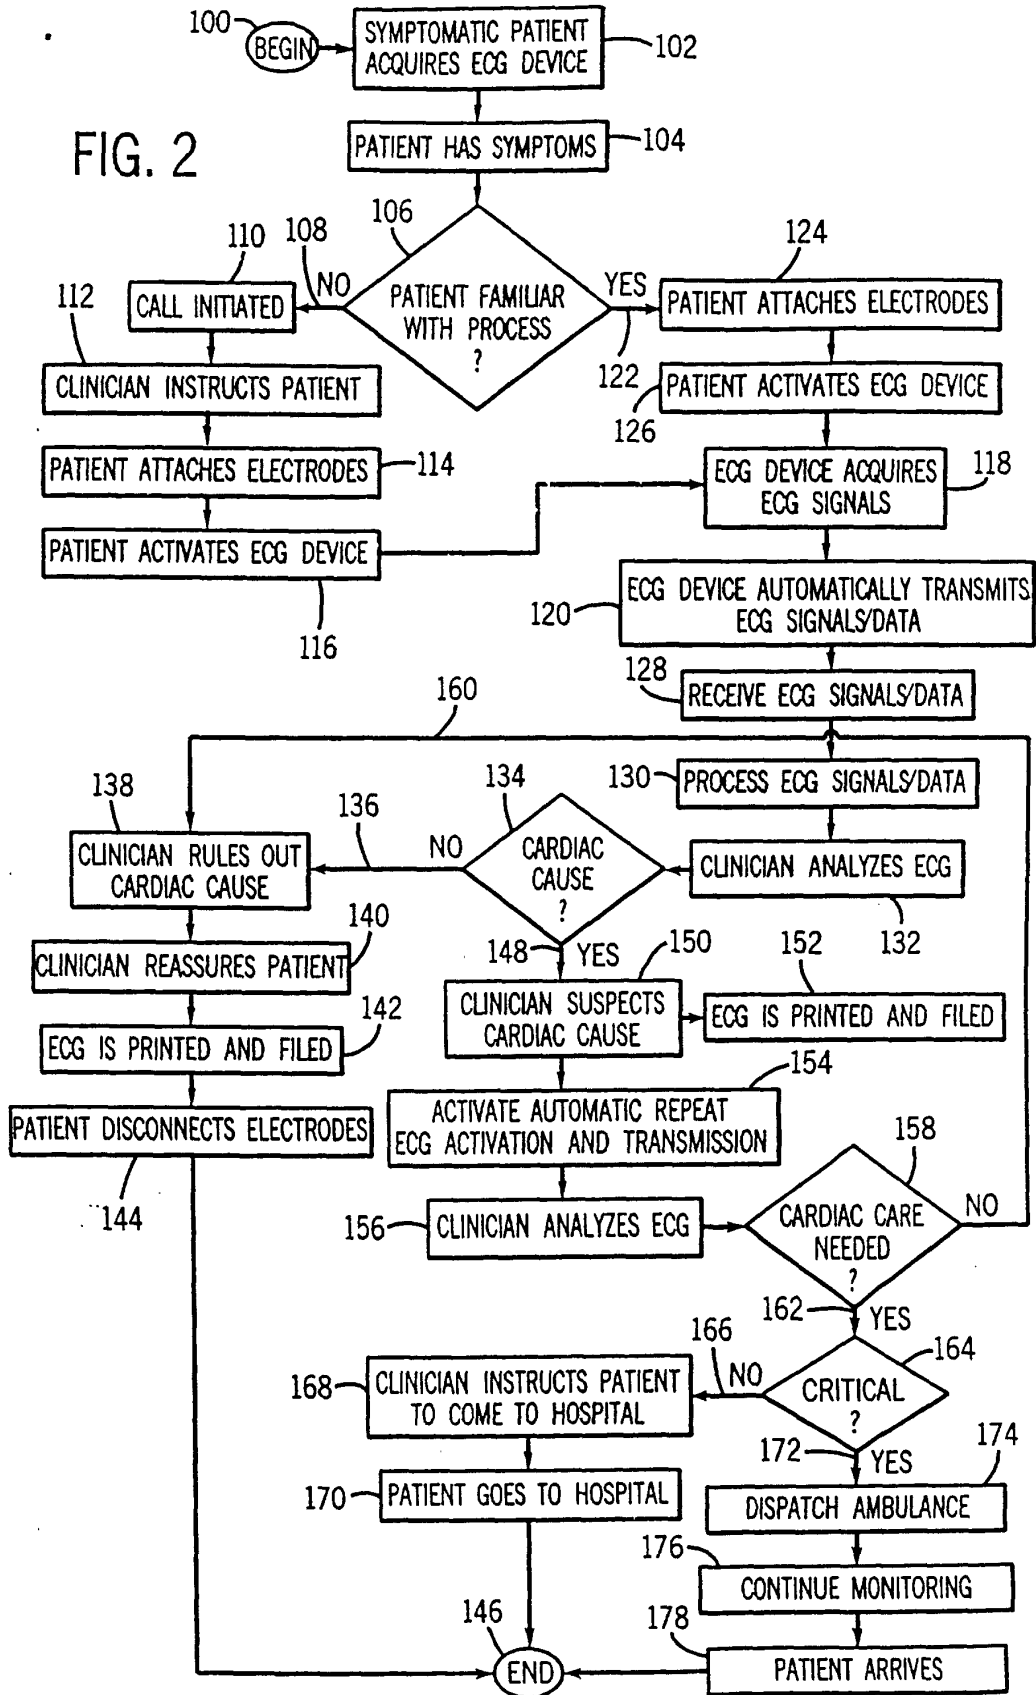 100
BEGIN
SYMPTOMATIC PATIENT
ACQUIRES ECG DEVICE
102
FIG. 2
PATIENT HAS SYMPTOMS
104
106
PATIENT FAMILIAR
WITH PROCESS
?
108
NO
110
CALL INITIATED
112
CLINICIAN INSTRUCTS PATIENT
PATIENT ATTACHES ELECTRODES
114
PATIENT ACTIVATES ECG DEVICE
116
YES
122
124
PATIENT ATTACHES ELECTRODES
PATIENT ACTIVATES ECG DEVICE
126
ECG DEVICE ACQUIRES
ECG SIGNALS
118
ECG DEVICE AUTOMATICALLY TRANSMITS
ECG SIGNALS/DATA
120
128
RECEIVE ECG SIGNALS/DATA
160
130
PROCESS ECG SIGNALS/DATA
CLINICIAN ANALYZES ECG
132
134
CARDIAC
CAUSE
?
NO
136
138
CLINICIAN RULES OUT
CARDIAC CAUSE
140
CLINICIAN REASSURES PATIENT
142
ECG IS PRINTED AND FILED
PATIENT DISCONNECTS ELECTRODES
144
148
YES
150
CLINICIAN SUSPECTS
CARDIAC CAUSE
152
ECG IS PRINTED AND FILED
154
ACTIVATE AUTOMATIC REPEAT
ECG ACTIVATION AND TRANSMISSION
156
CLINICIAN ANALYZES ECG
158
CARDIAC CARE
NEEDED
?
NO
162
YES
164
CRITICAL
?
166
NO
168
CLINICIAN INSTRUCTS PATIENT
TO COME TO HOSPITAL
170
PATIENT GOES TO HOSPITAL
172
YES
174
DISPATCH AMBULANCE
176
CONTINUE MONITORING
178
PATIENT ARRIVES
146
END